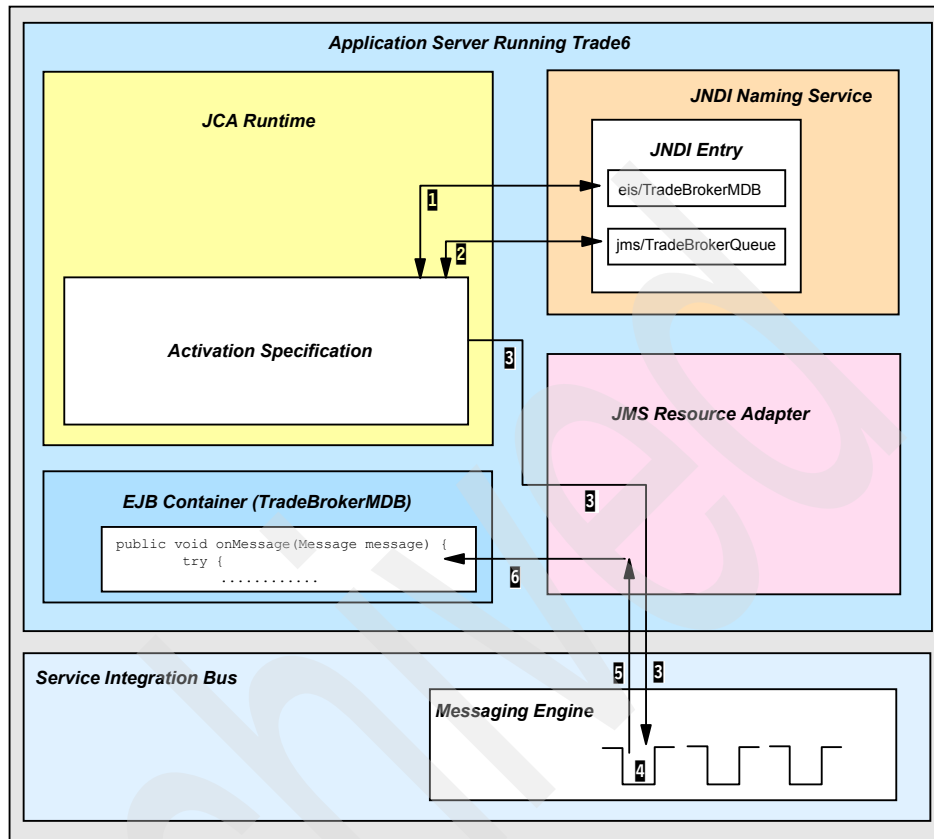 Application Server Running Trade6
JCA Runtime
JNDI Naming Service
JNDI Entry
eis/TradeBrokerMDB
1
jms/TradeBrokerQueue
2
Activation Specification
3
JMS Resource Adapter
EJB Container (TradeBrokerMDB)
3
public void onMessage(Message message) {
try {
............
6
Service Integration Bus
5
3
Messaging Engine
4